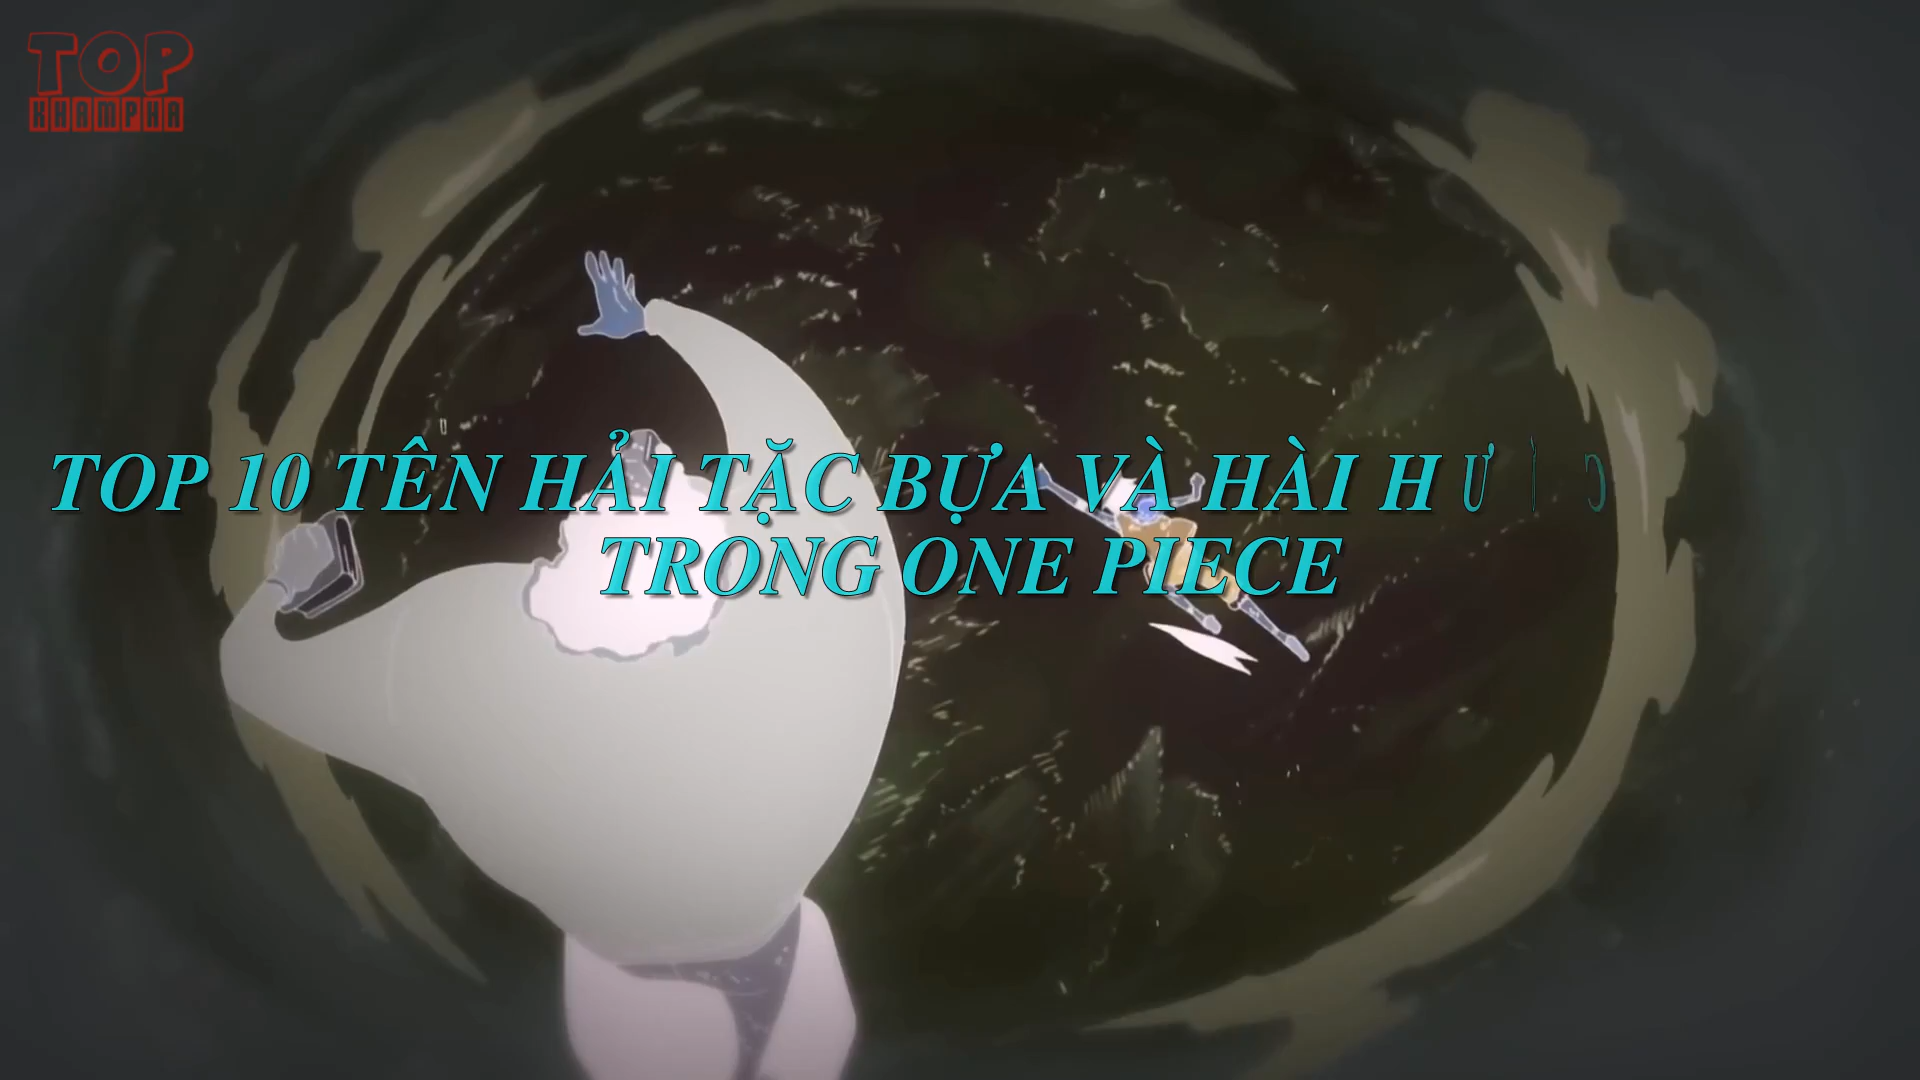 TOP
KHAMPHA
TOP 10 TÊN HẢI TẶC BỰA VÀ HÀI
TRONG ONE PIECE